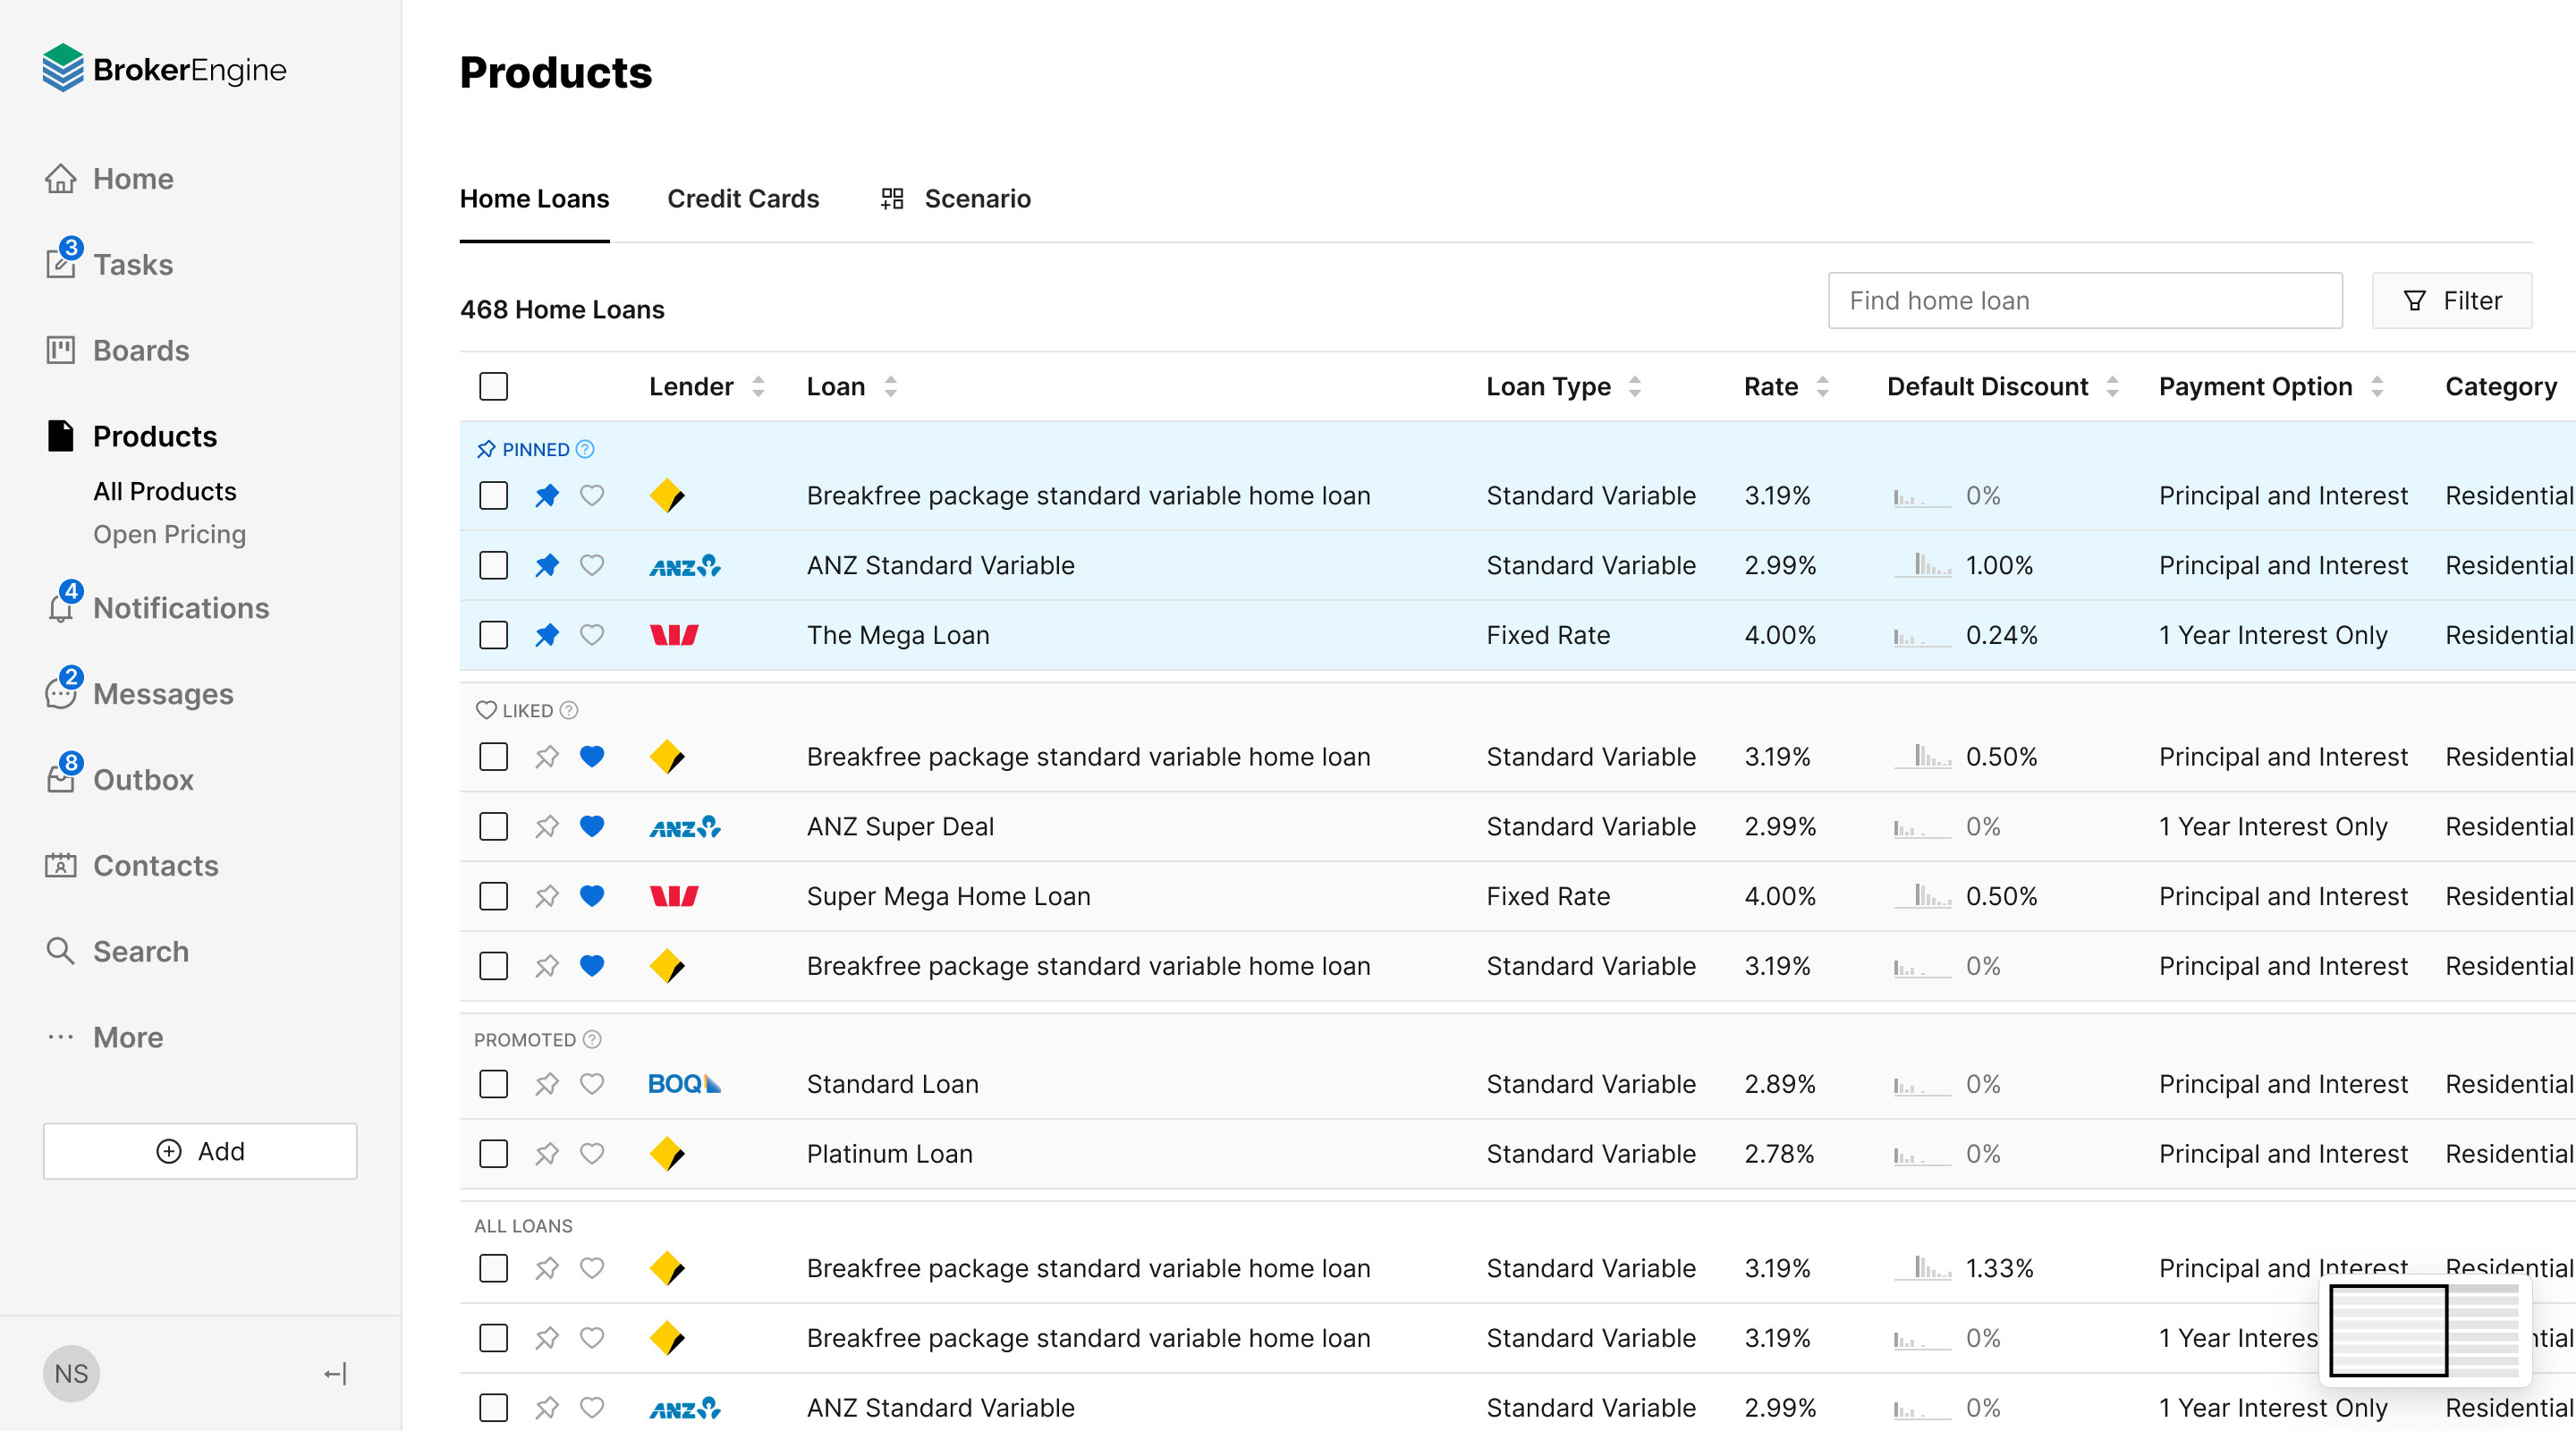 BrokerEngine
Home
3
Tasks
Boards
Products
All Products
Open Pricing
4
Notifications
2
Messages
8
Outbox
Contacts
Search
More
Add
NS
Products
Home Loans Credit Cards Scenario
468 Home Loans Find home loan Filter
Lender Loan Loan Type Rate Default Discount Payment Option Category
PINNED ?
Breakfree package standard variable home loan Standard Variable 3.19% 0% Principal and Interest Residential
ANZ ANZ Standard Variable Standard Variable 2.99% 1.00% Principal and Interest Residential
The Mega Loan Fixed Rate 4.00% 0.24% 1 Year Interest Only Residential
LIKED ?
Breakfree package standard variable home loan Standard Variable 3.19% 0.50% Principal and Interest Residential
ANZ ANZ Super Deal Standard Variable 2.99% 0% 1 Year Interest Only Residential
Super Mega Home Loan Fixed Rate 4.00% 0.50% Principal and Interest Residential
Breakfree package standard variable home loan Standard Variable 3.19% 0% Principal and Interest Residential
PROMOTED ?
BOQ Standard Loan Standard Variable 2.89% 0% Principal and Interest Residential
Platinum Loan Standard Variable 2.78% 0% Principal and Interest Residential
ALL LOANS
Breakfree package standard variable home loan Standard Variable 3.19% 1.33% Principal and Interest Residential
Breakfree package standard variable home loan Standard Variable 3.19% 0% 1 Year Interes ntial
ANZ ANZ Standard Variable Standard Variable 2.99% 0% 1 Year Interest Only Residential